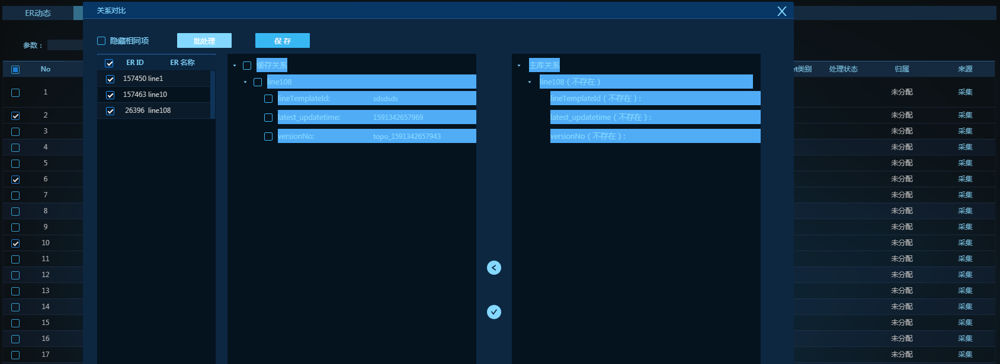 关系对比
X
ER动态
隐藏相同项
批处理
保存
参数：
ER ID ER 名称
157450 line1
157463 line10
26396 line108
缓存关系
line108
lineTemplateId: sdsdsds
latest_updatetime: 1591342657969
versionNo: topo_1591342657943
主库关系
line108（不存在）
lineTemplateId（不存在）:
latest_updatetime（不存在）:
versionNo（不存在）:
No 类别 处理状态 归属 来源
1 未分配 采集
2 未分配 采集
3 未分配 采集
4 未分配 采集
5 未分配 采集
6 未分配 采集
7 未分配 采集
8 未分配 采集
9 未分配 采集
10 未分配 采集
11 未分配 采集
12 未分配 采集
13 未分配 采集
14 未分配 采集
15 未分配 采集
16 未分配 采集
17 未分配 采集